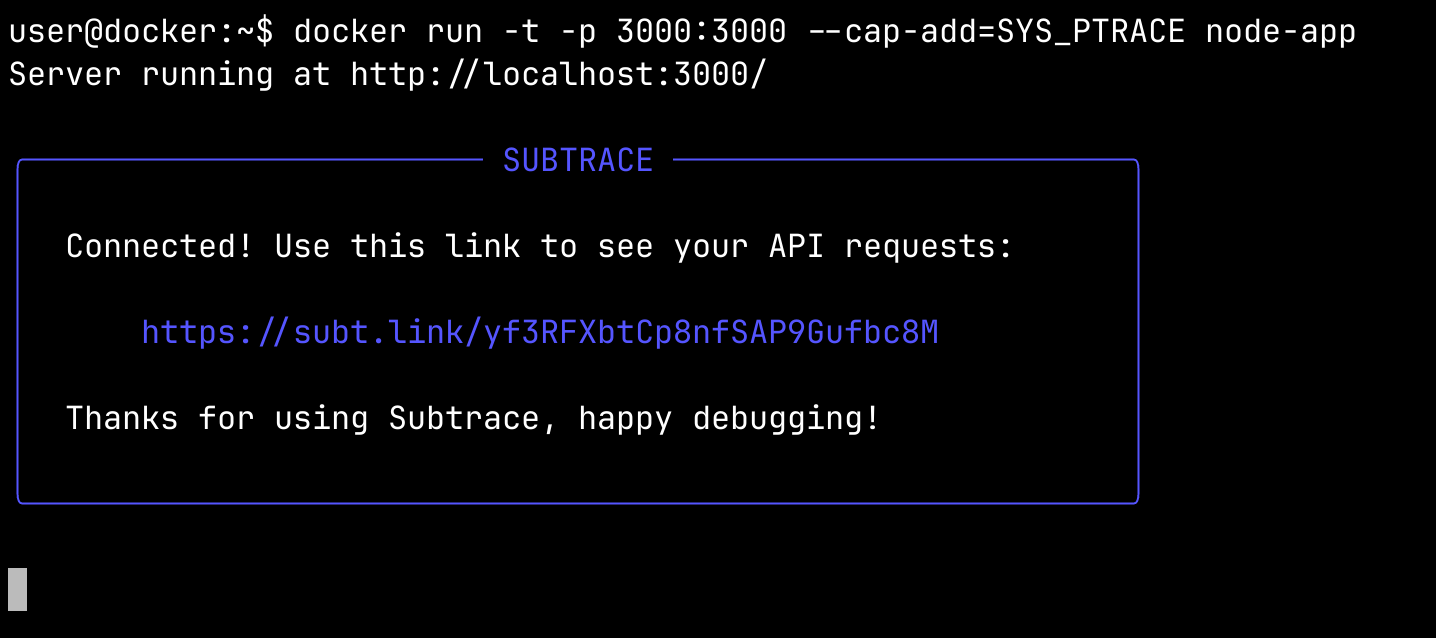 user@docker:~$ docker run -t -p 3000:3000 --cap-add=SYS_PTRACE node-app
Server running at http://localhost:3000/
SUBTRACE
Connected! Use this link to see your API requests:
https://subt.link/yf3RFXbtCp8nfSAP9Gufbc8M
Thanks for using Subtrace, happy debugging!